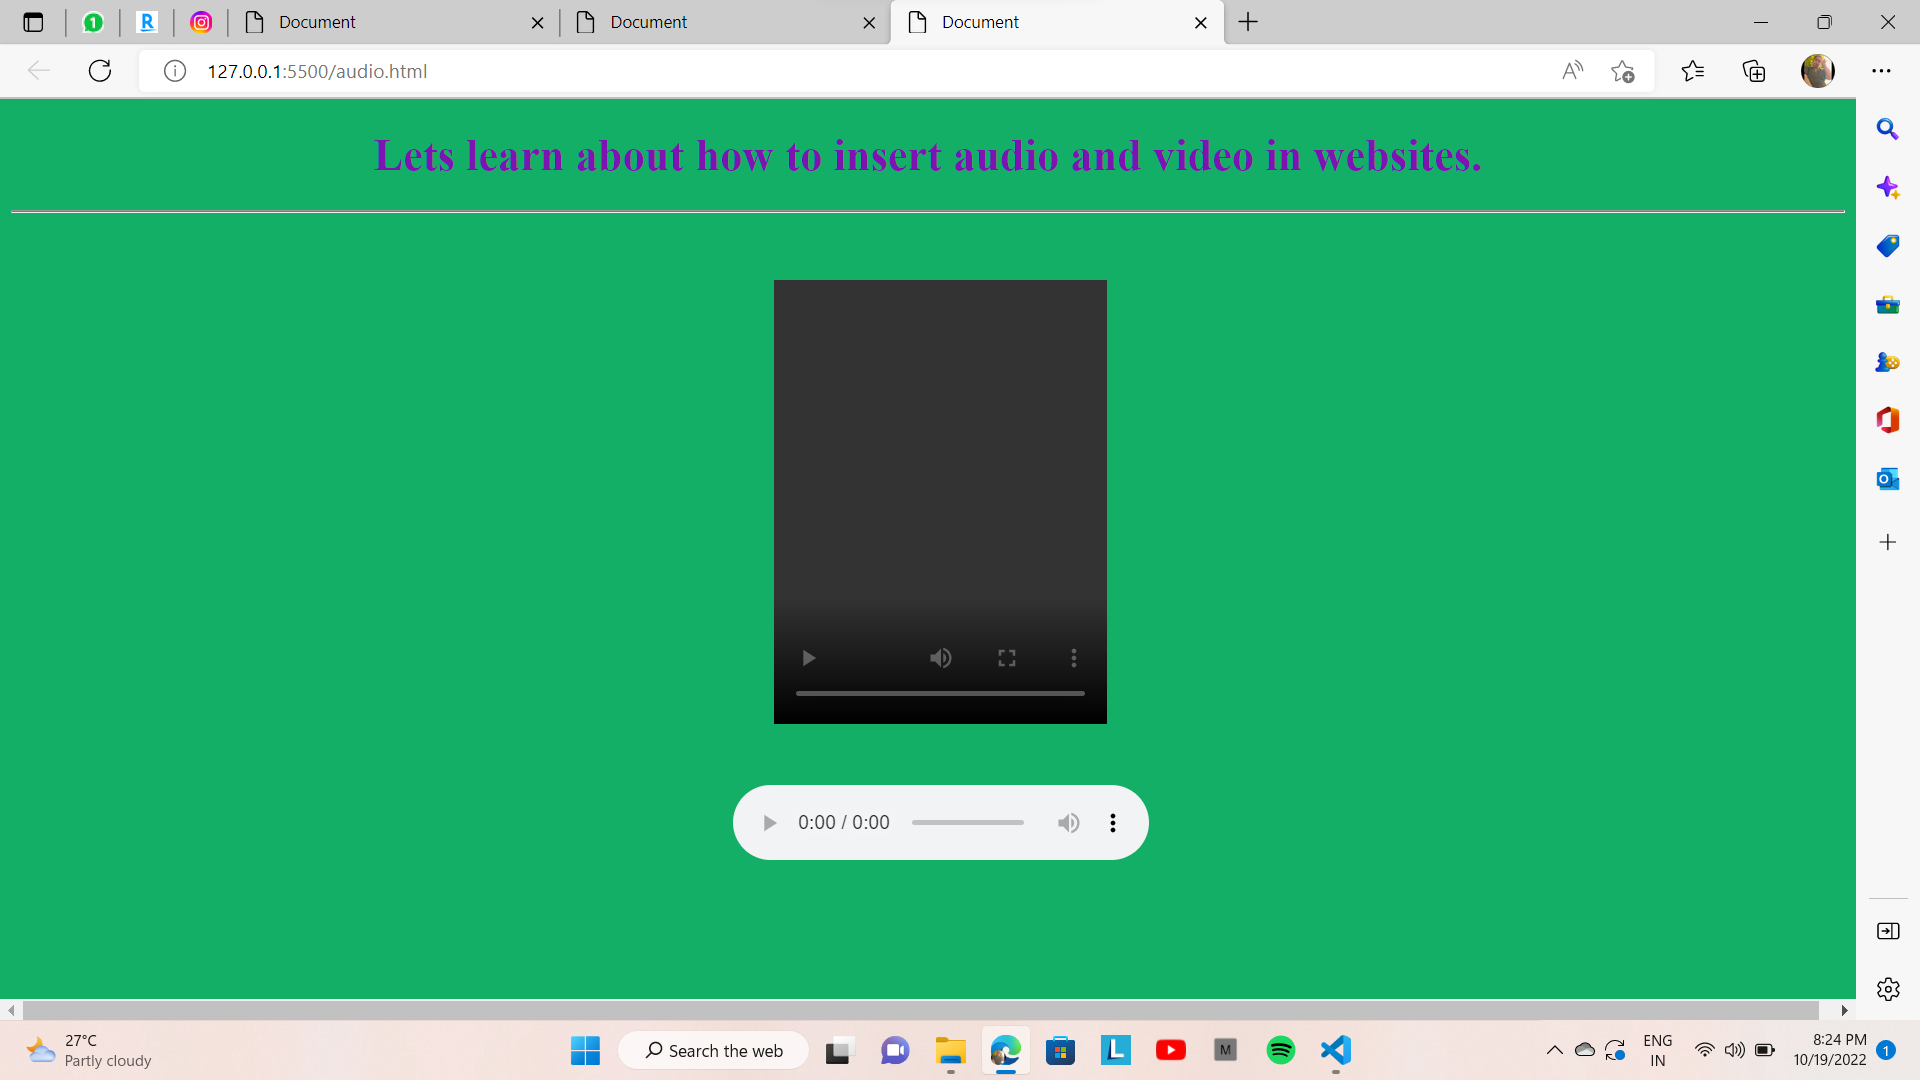 1
Document
Document
Document
127.0.0.1:5500/audio.html
Lets learn about how to insert audio and video in websites.
0:00 / 0:00
27°C
Partly cloudy
Search the web
M
ENG
IN
8:24 PM
10/19/2022
1